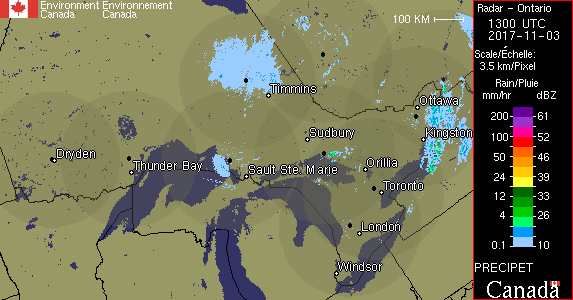 Environment Environnement
Canada Canada
100 KM
Timmins
Ottawa
Sudbury
Kingston
Dryden
Thunder Bay
Sault Ste. Marie
Orillia
Toronto
London
Windsor
Radar - Ontario
1300 UTC
2017-11-03
Scale/Échelle:
3.5 km/Pixel
Rain/Pluie
mm/hr dBZ
200 61
100 52
50 46
24 39
12 33
4 26
0.1 10
PRECIPET
Canada